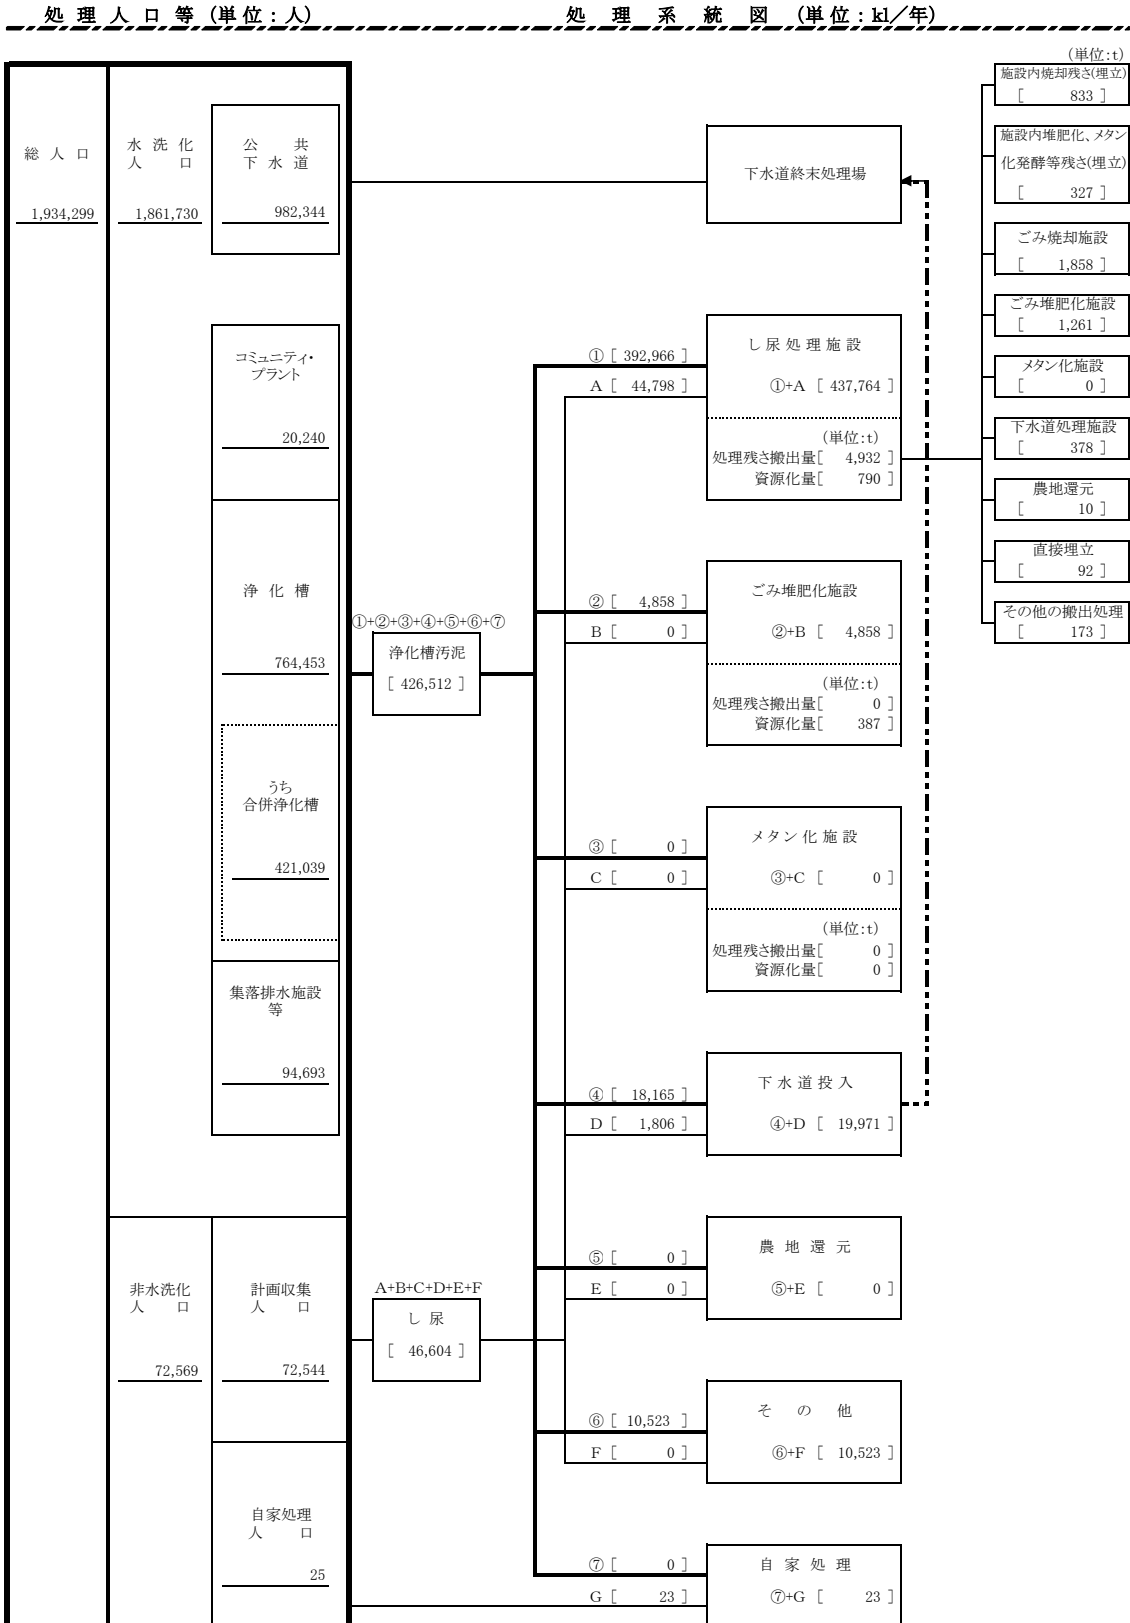 処 理 人 口 等 (単 位 : 人)
処 理 系 統 図 (単 位 : kl／年)
総 人 口
1,934,299
水 洗 化
人 口
1,861,730
公 共
下 水 道
982,344
コミュニティ・
プラント
20,240
浄 化 槽
764,453
うち
合併浄化槽
421,039
集落排水施設
等
94,693
非水洗化
人 口
72,569
計画収集
人 口
72,544
自家処理
人 口
25
①+②+③+④+⑤+⑥+⑦
浄化槽汚泥
[ 426,512 ]
A+B+C+D+E+F
し 尿
[ 46,604 ]
下水道終末処理場
① [ 392,966 ]
A [ 44,798 ]
し 尿 処 理 施 設
①+A [ 437,764 ]
(単位:t)
処理残さ搬出量[ 4,932 ]
資源化量[ 790 ]
② [ 4,858 ]
B [ 0 ]
ごみ堆肥化施設
②+B [ 4,858 ]
(単位:t)
処理残さ搬出量[ 0 ]
資源化量[ 387 ]
③ [ 0 ]
C [ 0 ]
メタン 化 施 設
③+C [ 0 ]
(単位:t)
処理残さ搬出量[ 0 ]
資源化量[ 0 ]
④ [ 18,165 ]
D [ 1,806 ]
下 水 道 投 入
④+D [ 19,971 ]
⑤ [ 0 ]
E [ 0 ]
農 地 還 元
⑤+E [ 0 ]
⑥ [ 10,523 ]
F [ 0 ]
そ の 他
⑥+F [ 10,523 ]
⑦ [ 0 ]
G [ 23 ]
自 家 処 理
⑦+G [ 23 ]
(単位:t)
施設内焼却残さ(埋立)
[ 833 ]
施設内堆肥化、メタン
化発酵等残さ(埋立)
[ 327 ]
ごみ焼却施設
[ 1,858 ]
ごみ堆肥化施設
[ 1,261 ]
メタン化施設
[ 0 ]
下水道処理施設
[ 378 ]
農地還元
[ 10 ]
直接埋立
[ 92 ]
その他の搬出処理
[ 173 ]